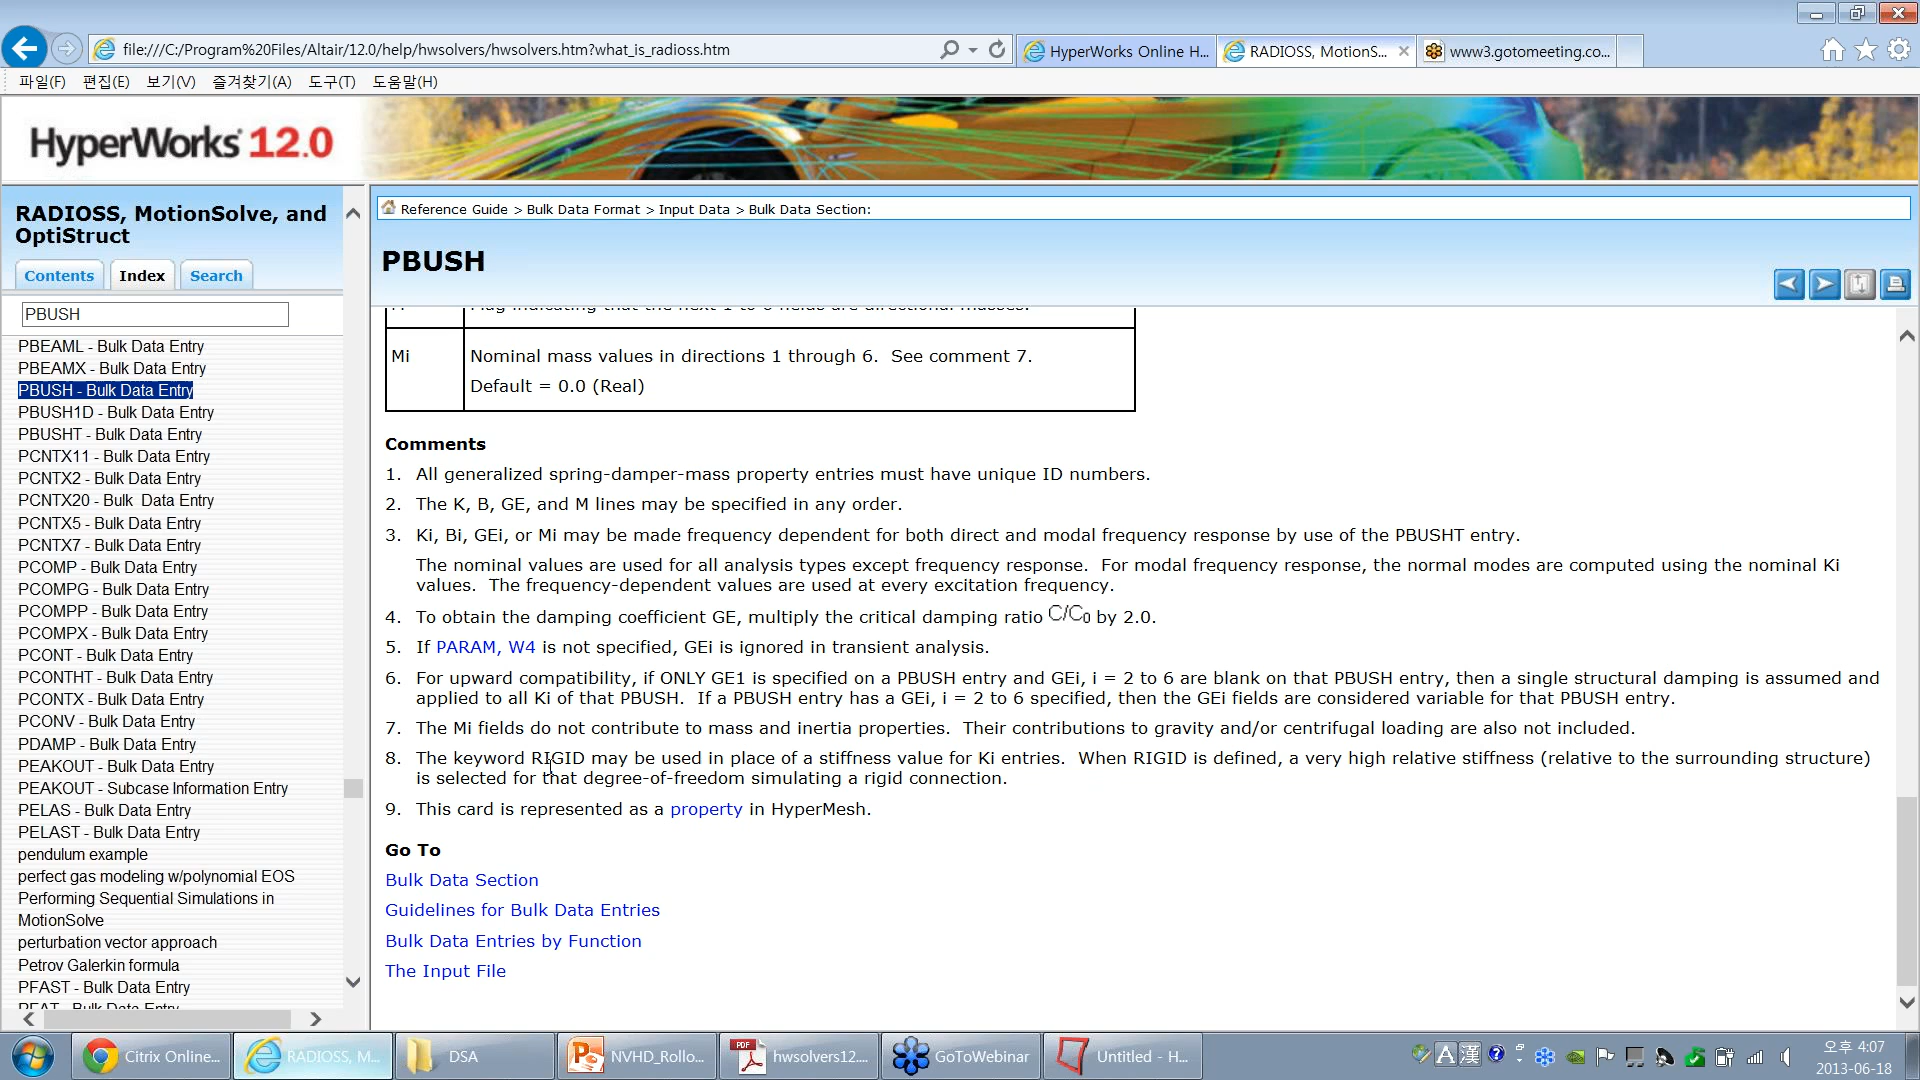 file:///C:/Program%20Files/Altair/12.0/help/hwsolvers/hwsolvers.htm?what_is_radioss.htm
HyperWorks Online H...
RADIOSS, MotionS...
www3.gotomeeting.co...
파일(F) 편집(E) 보기(V) 즐겨찾기(A) 도구(T) 도움말(H)
HyperWorks 12.0
RADIOSS, MotionSolve, and
OptiStruct
Contents Index Search
PBUSH
PBEAML - Bulk Data Entry
PBEAMX - Bulk Data Entry
PBUSH - Bulk Data Entry
PBUSH1D - Bulk Data Entry
PBUSHT - Bulk Data Entry
PCNTX11 - Bulk Data Entry
PCNTX2 - Bulk Data Entry
PCNTX20 - Bulk  Data Entry
PCNTX5 - Bulk Data Entry
PCNTX7 - Bulk Data Entry
PCOMP - Bulk Data Entry
PCOMPG - Bulk Data Entry
PCOMPP - Bulk Data Entry
PCOMPX - Bulk Data Entry
PCONT - Bulk Data Entry
PCONTHT - Bulk Data Entry
PCONTX - Bulk Data Entry
PCONV - Bulk Data Entry
PDAMP - Bulk Data Entry
PEAKOUT - Bulk Data Entry
PEAKOUT - Subcase Information Entry
PELAS - Bulk Data Entry
PELAST - Bulk Data Entry
pendulum example
perfect gas modeling w/polynomial EOS
Performing Sequential Simulations in
MotionSolve
perturbation vector approach
Petrov Galerkin formula
PFAST - Bulk Data Entry
PFAT - Bulk Data Entry
Reference Guide > Bulk Data Format > Input Data > Bulk Data Section:
PBUSH
M Flag indicating that the next 1 to 6 fields are directional masses.
Mi Nominal mass values in directions 1 through 6.  See comment 7.
Default = 0.0 (Real)
Comments
1. All generalized spring-damper-mass property entries must have unique ID numbers.
2. The K, B, GE, and M lines may be specified in any order.
3. Ki, Bi, GEi, or Mi may be made frequency dependent for both direct and modal frequency response by use of the PBUSHT entry.
The nominal values are used for all analysis types except frequency response.  For modal frequency response, the normal modes are computed using the nominal Ki
values.  The frequency-dependent values are used at every excitation frequency.
4. To obtain the damping coefficient GE, multiply the critical damping ratio C/C0 by 2.0.
5. If PARAM, W4 is not specified, GEi is ignored in transient analysis.
6. For upward compatibility, if ONLY GE1 is specified on a PBUSH entry and GEi, i = 2 to 6 are blank on that PBUSH entry, then a single structural damping is assumed and
applied to all Ki of that PBUSH.  If a PBUSH entry has a GEi, i = 2 to 6 specified, then the GEi fields are considered variable for that PBUSH entry.
7. The Mi fields do not contribute to mass and inertia properties.  Their contributions to gravity and/or centrifugal loading are also not included.
8. The keyword RIGID may be used in place of a stiffness value for Ki entries.  When RIGID is defined, a very high relative stiffness (relative to the surrounding structure)
is selected for that degree-of-freedom simulating a rigid connection.
9. This card is represented as a property in HyperMesh.
Go To
Bulk Data Section
Guidelines for Bulk Data Entries
Bulk Data Entries by Function
The Input File
Citrix Online...
RADIOSS, M...
DSA
NVHD_Rollo...
PDF
hwsolvers12....
GoToWebinar
Untitled - H...
A 漢
오후 4:07
2013-06-18